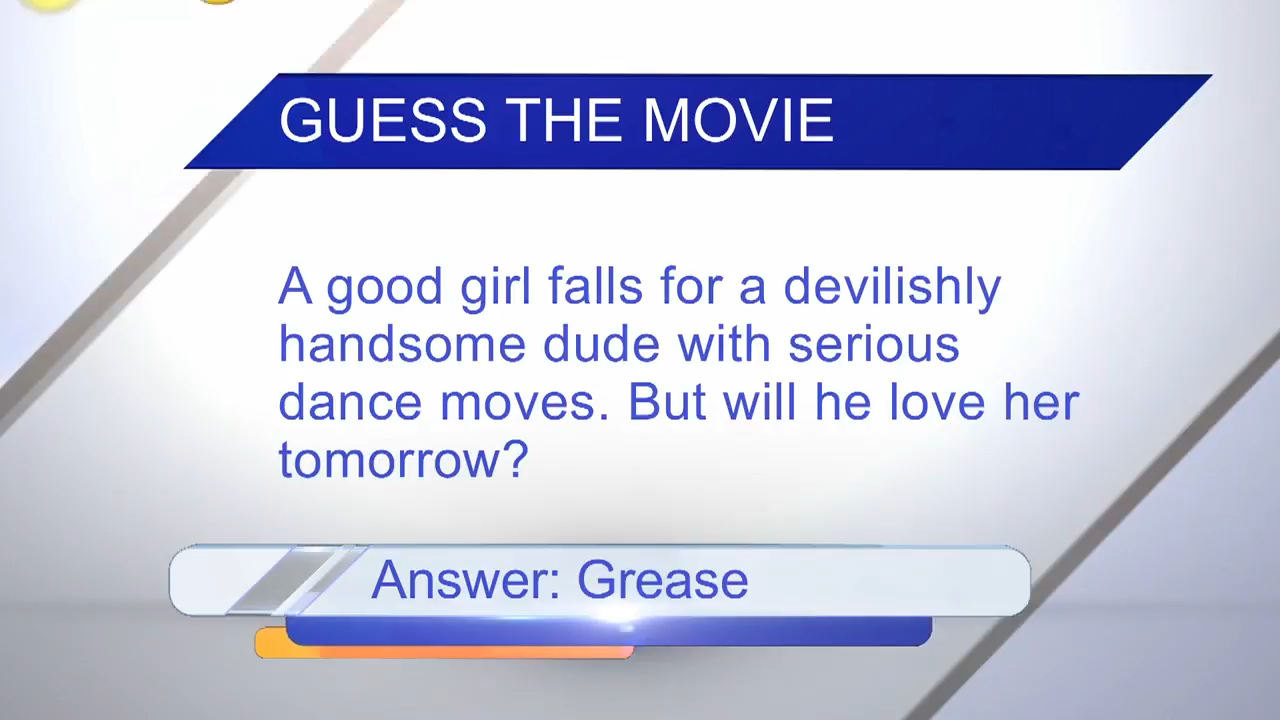 GUESS THE MOVIE
A good girl falls for a devilishly
handsome dude with serious
dance moves. But will he love her
tomorrow?
Answer: Grease